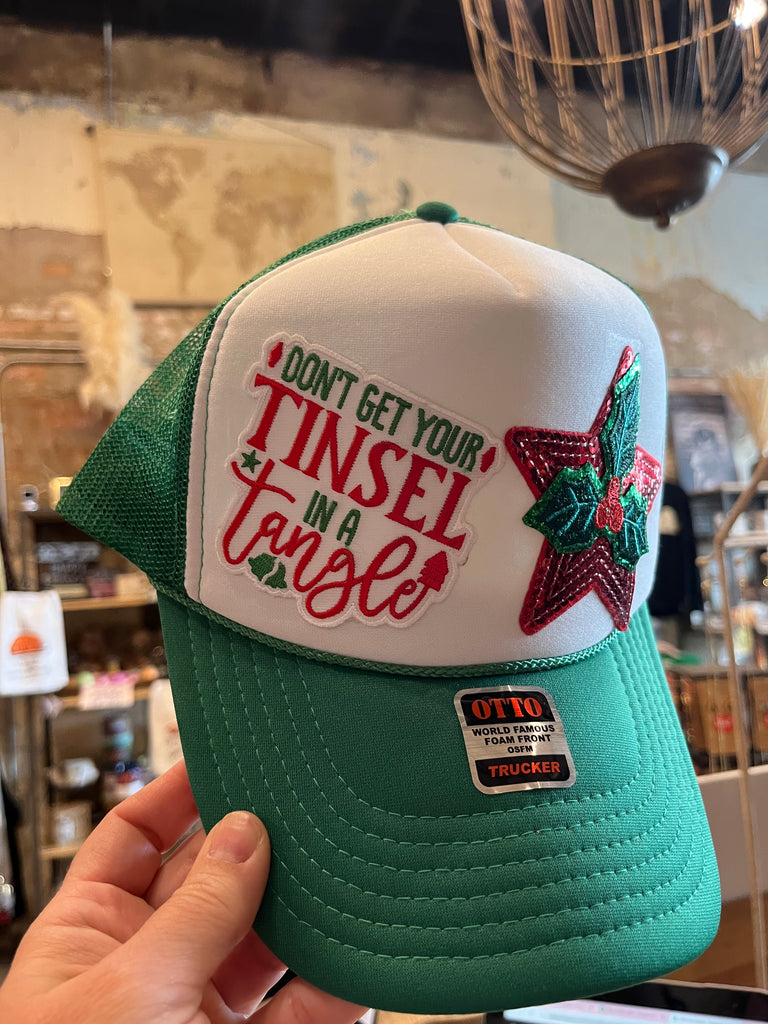 DON'T GET YOUR
TINSEL
IN A
tangle
OTTO
WORLD FAMOUS
FOAM FRONT
OSFM
TRUCKER